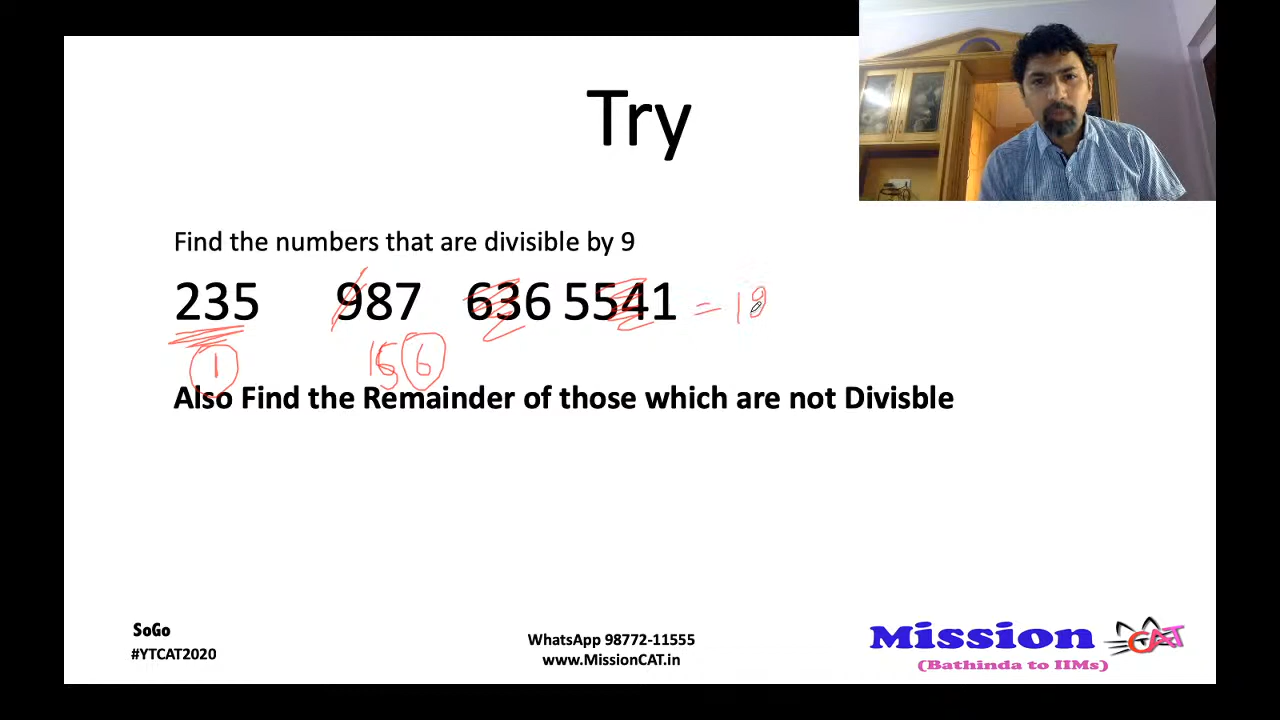 Try
Find the numbers that are divisible by 9
235 987 636 5541 = 18
1 15 6
Also Find the Remainder of those which are not Divisble
SoGo
#YTCAT2020
WhatsApp 98772-11555
www.MissionCAT.in
Mission CAT
(Bathinda to IIMs)